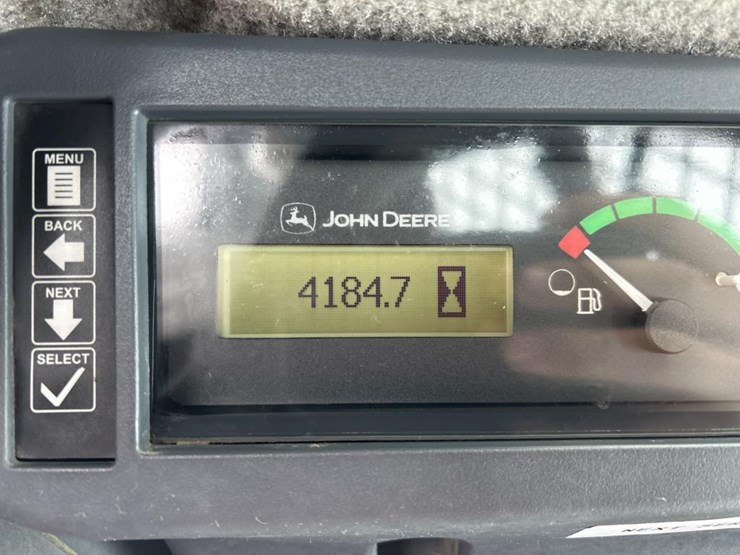 MENU
BACK
NEXT
SELECT
JOHN DEERE
4184.7